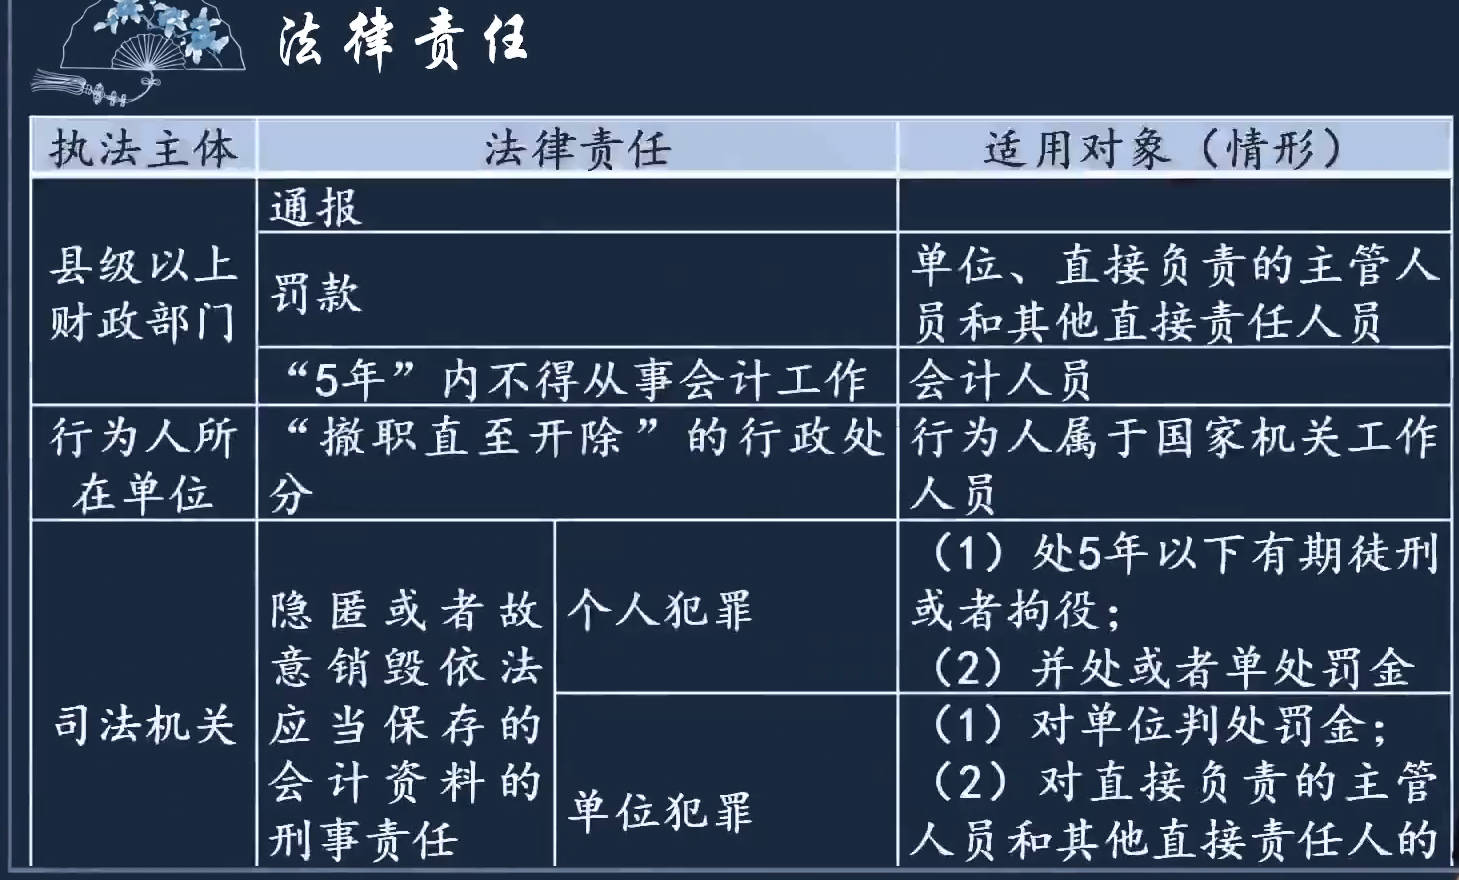 法律责任
执法主体 法律责任 适用对象（情形）
县级以上
财政部门
通报
罚款
单位、直接负责的主管人
员和其他直接责任人员
“5年”内不得从事会计工作
会计人员
行为人所
在单位
“撤职直至开除”的行政处
分
行为人属于国家机关工作
人员
司法机关
隐匿或者故
意销毁依法
应当保存的
会计资料的
刑事责任
个人犯罪
（1）处5年以下有期徒刑
或者拘役；
（2）并处或者单处罚金
单位犯罪
（1）对单位判处罚金；
（2）对直接负责的主管
人员和其他直接责任人的